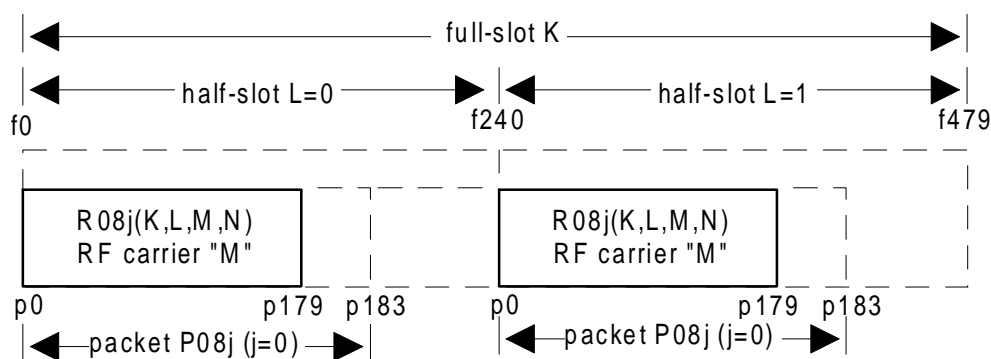 full-slot K
half-slot L=0
half-slot L=1
f0
f240
f479
R08j(K,L,M,N)
RF carrier "M"
R08j(K,L,M,N)
RF carrier "M"
p0
p179
p183
p0
p179
p183
packet P08j (j=0)
packet P08j (j=0)